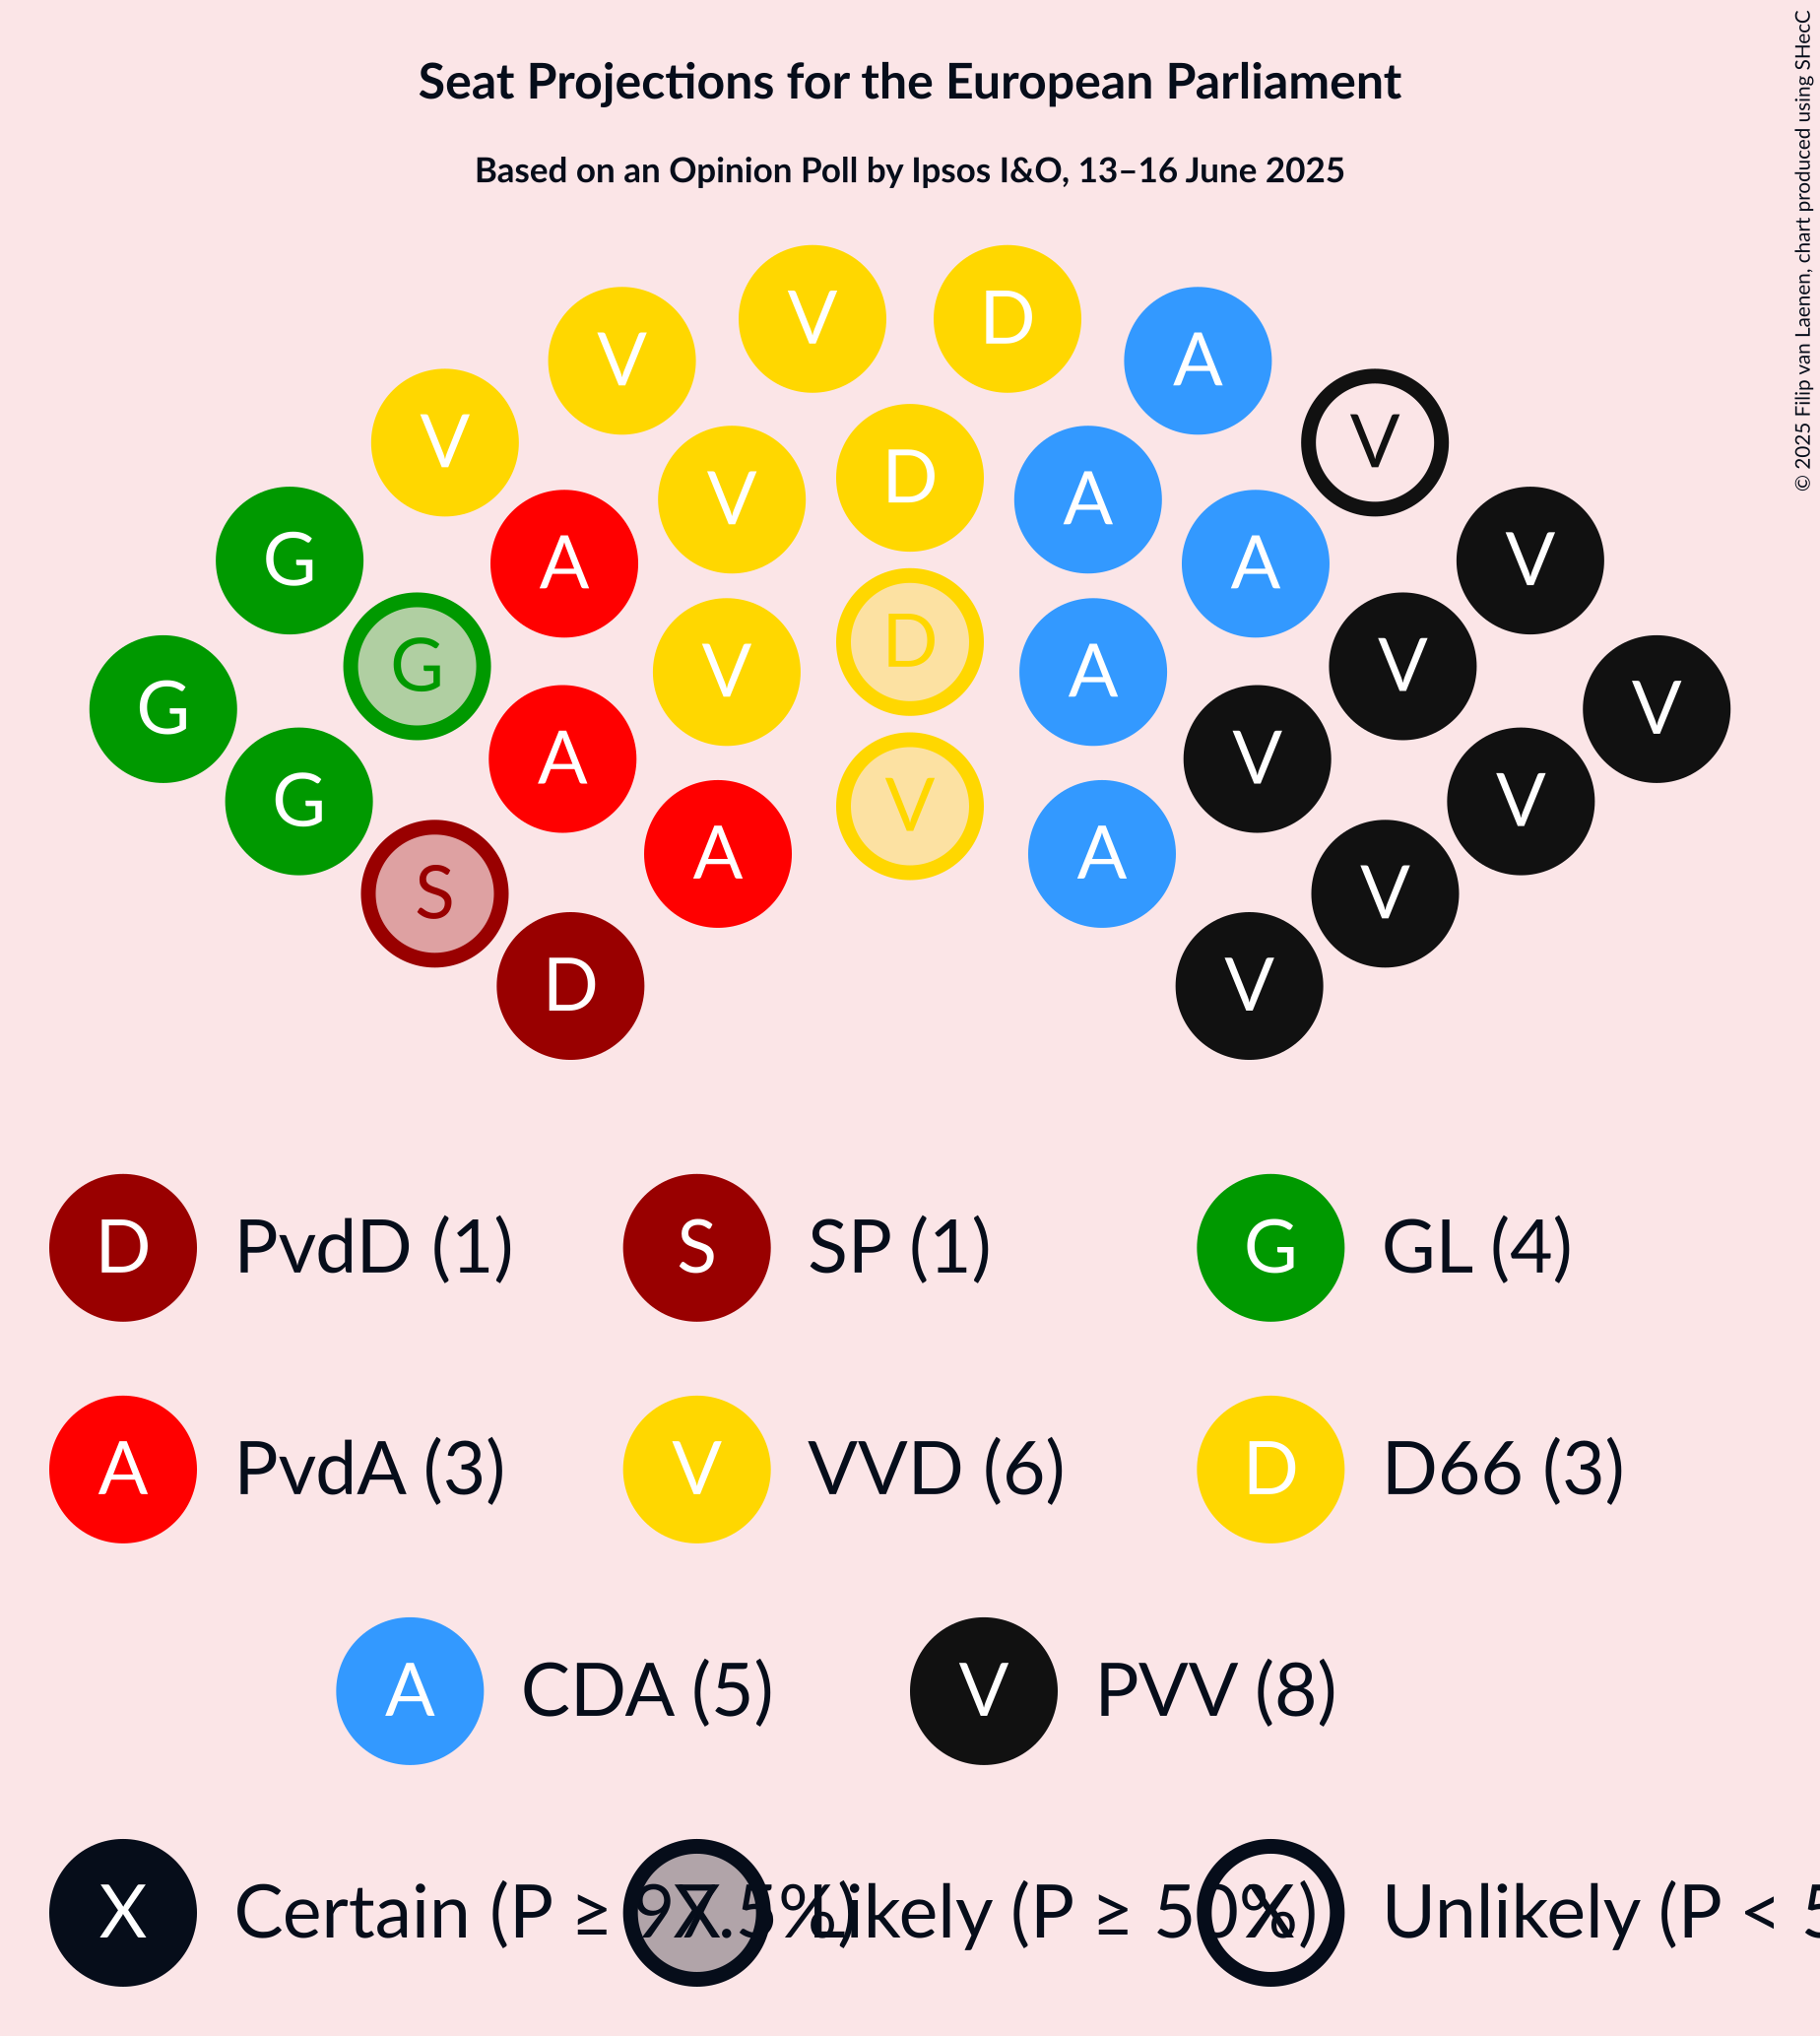 Seat Projections for the European Parliament
Based on an Opinion Poll by Ipsos I&O, 13–16 June 2025
© 2025 Filip van Laenen, chart produced using SHecC
V V D A
V V
V D A
G A A V
V D A
G G A V V V
V A A V
G S V
D V
D PvdD (1) S SP (1) G GL (4)
A PvdA (3) V VVD (6) D D66 (3)
A CDA (5) V PVV (8)
X Certain (P ≥ 97.5%) X Likely (P ≥ 50%) X Unlikely (P < 5